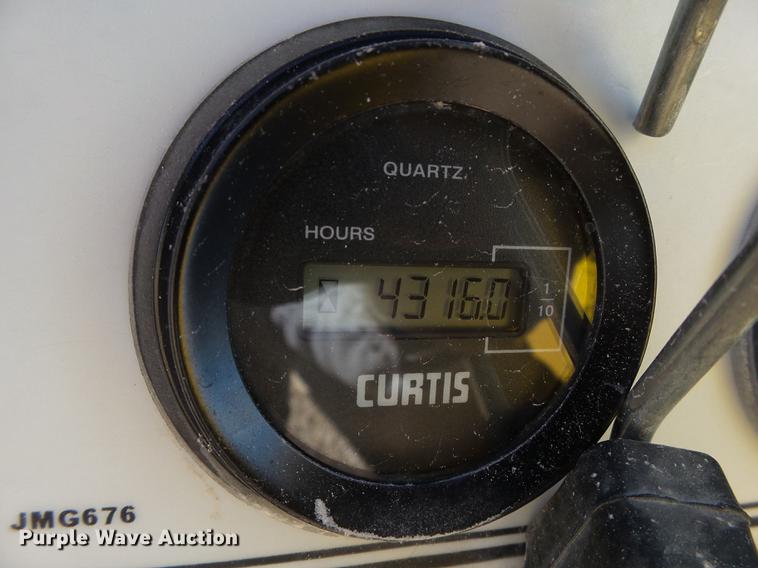 QUARTZ
HOURS
4316.0
1
10
CURTIS
JMG676
Purple Wave Auction